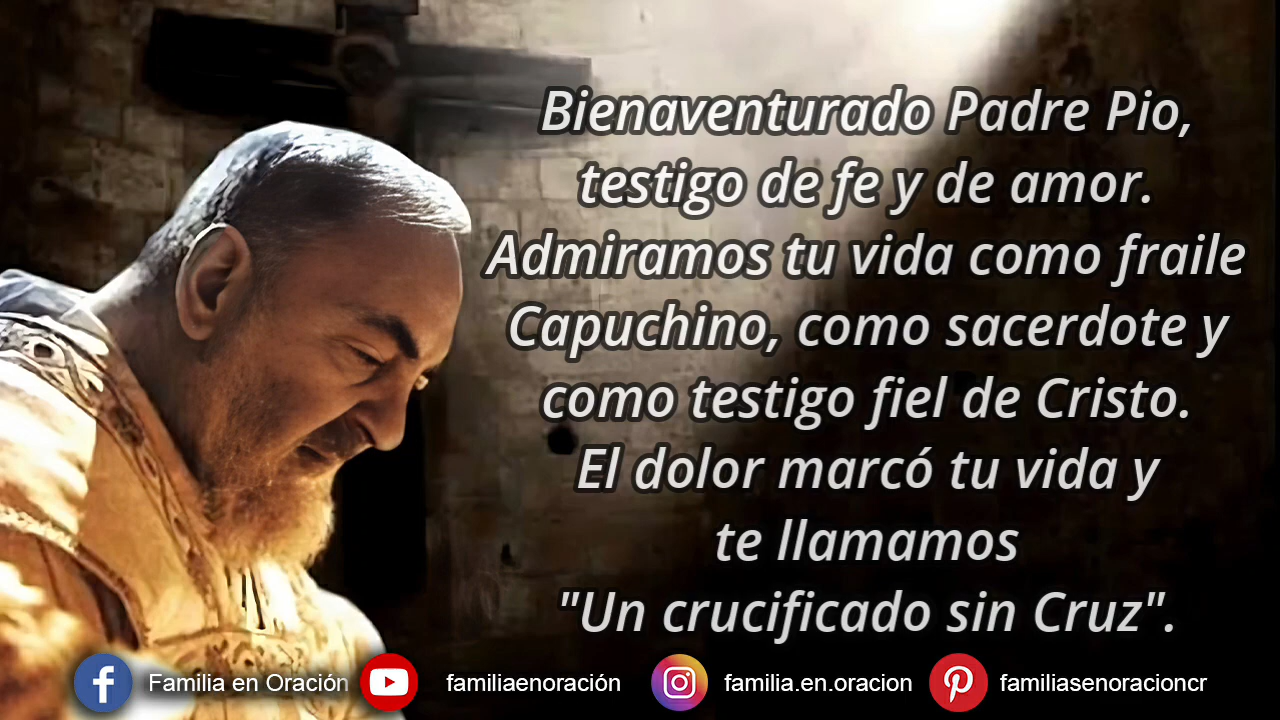 Bienaventurado Padre Pio,
testigo de fe y de amor.
Admiramos tu vida como fraile
Capuchino, como sacerdote y
como testigo fiel de Cristo.
El dolor marcó tu vida y
te llamamos
"Un crucificado sin Cruz".
Familia en Oración familiaenoración familia.en.oracion familiasenoracioncr